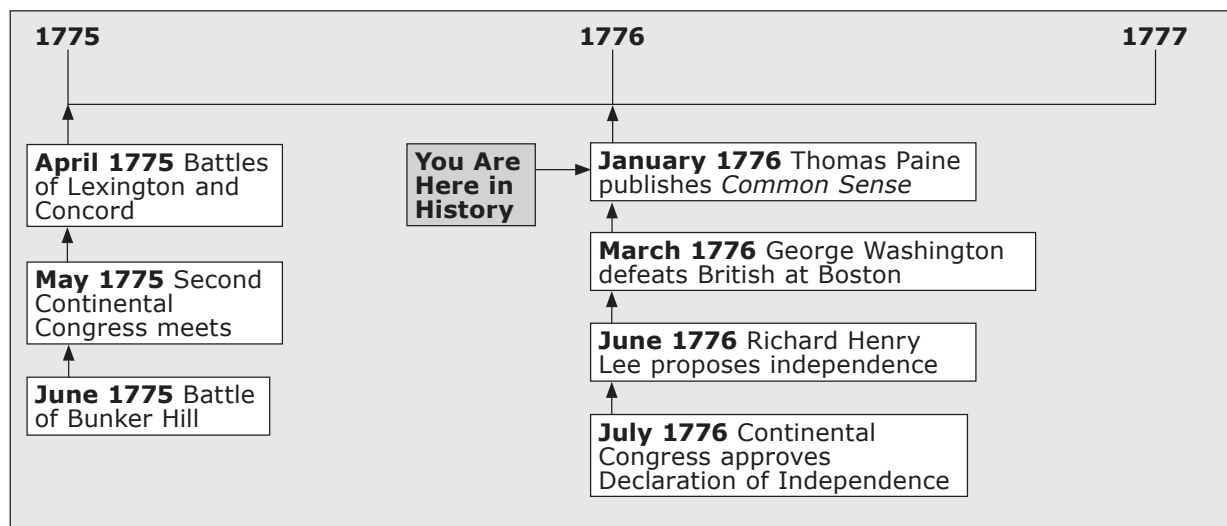 1775
1776
1777
April 1775 Battles
of Lexington and
Concord
May 1775 Second
Continental
Congress meets
June 1775 Battle
of Bunker Hill
You Are
Here in
History
January 1776 Thomas Paine
publishes Common Sense
March 1776 George Washington
defeats British at Boston
June 1776 Richard Henry
Lee proposes independence
July 1776 Continental
Congress approves
Declaration of Independence